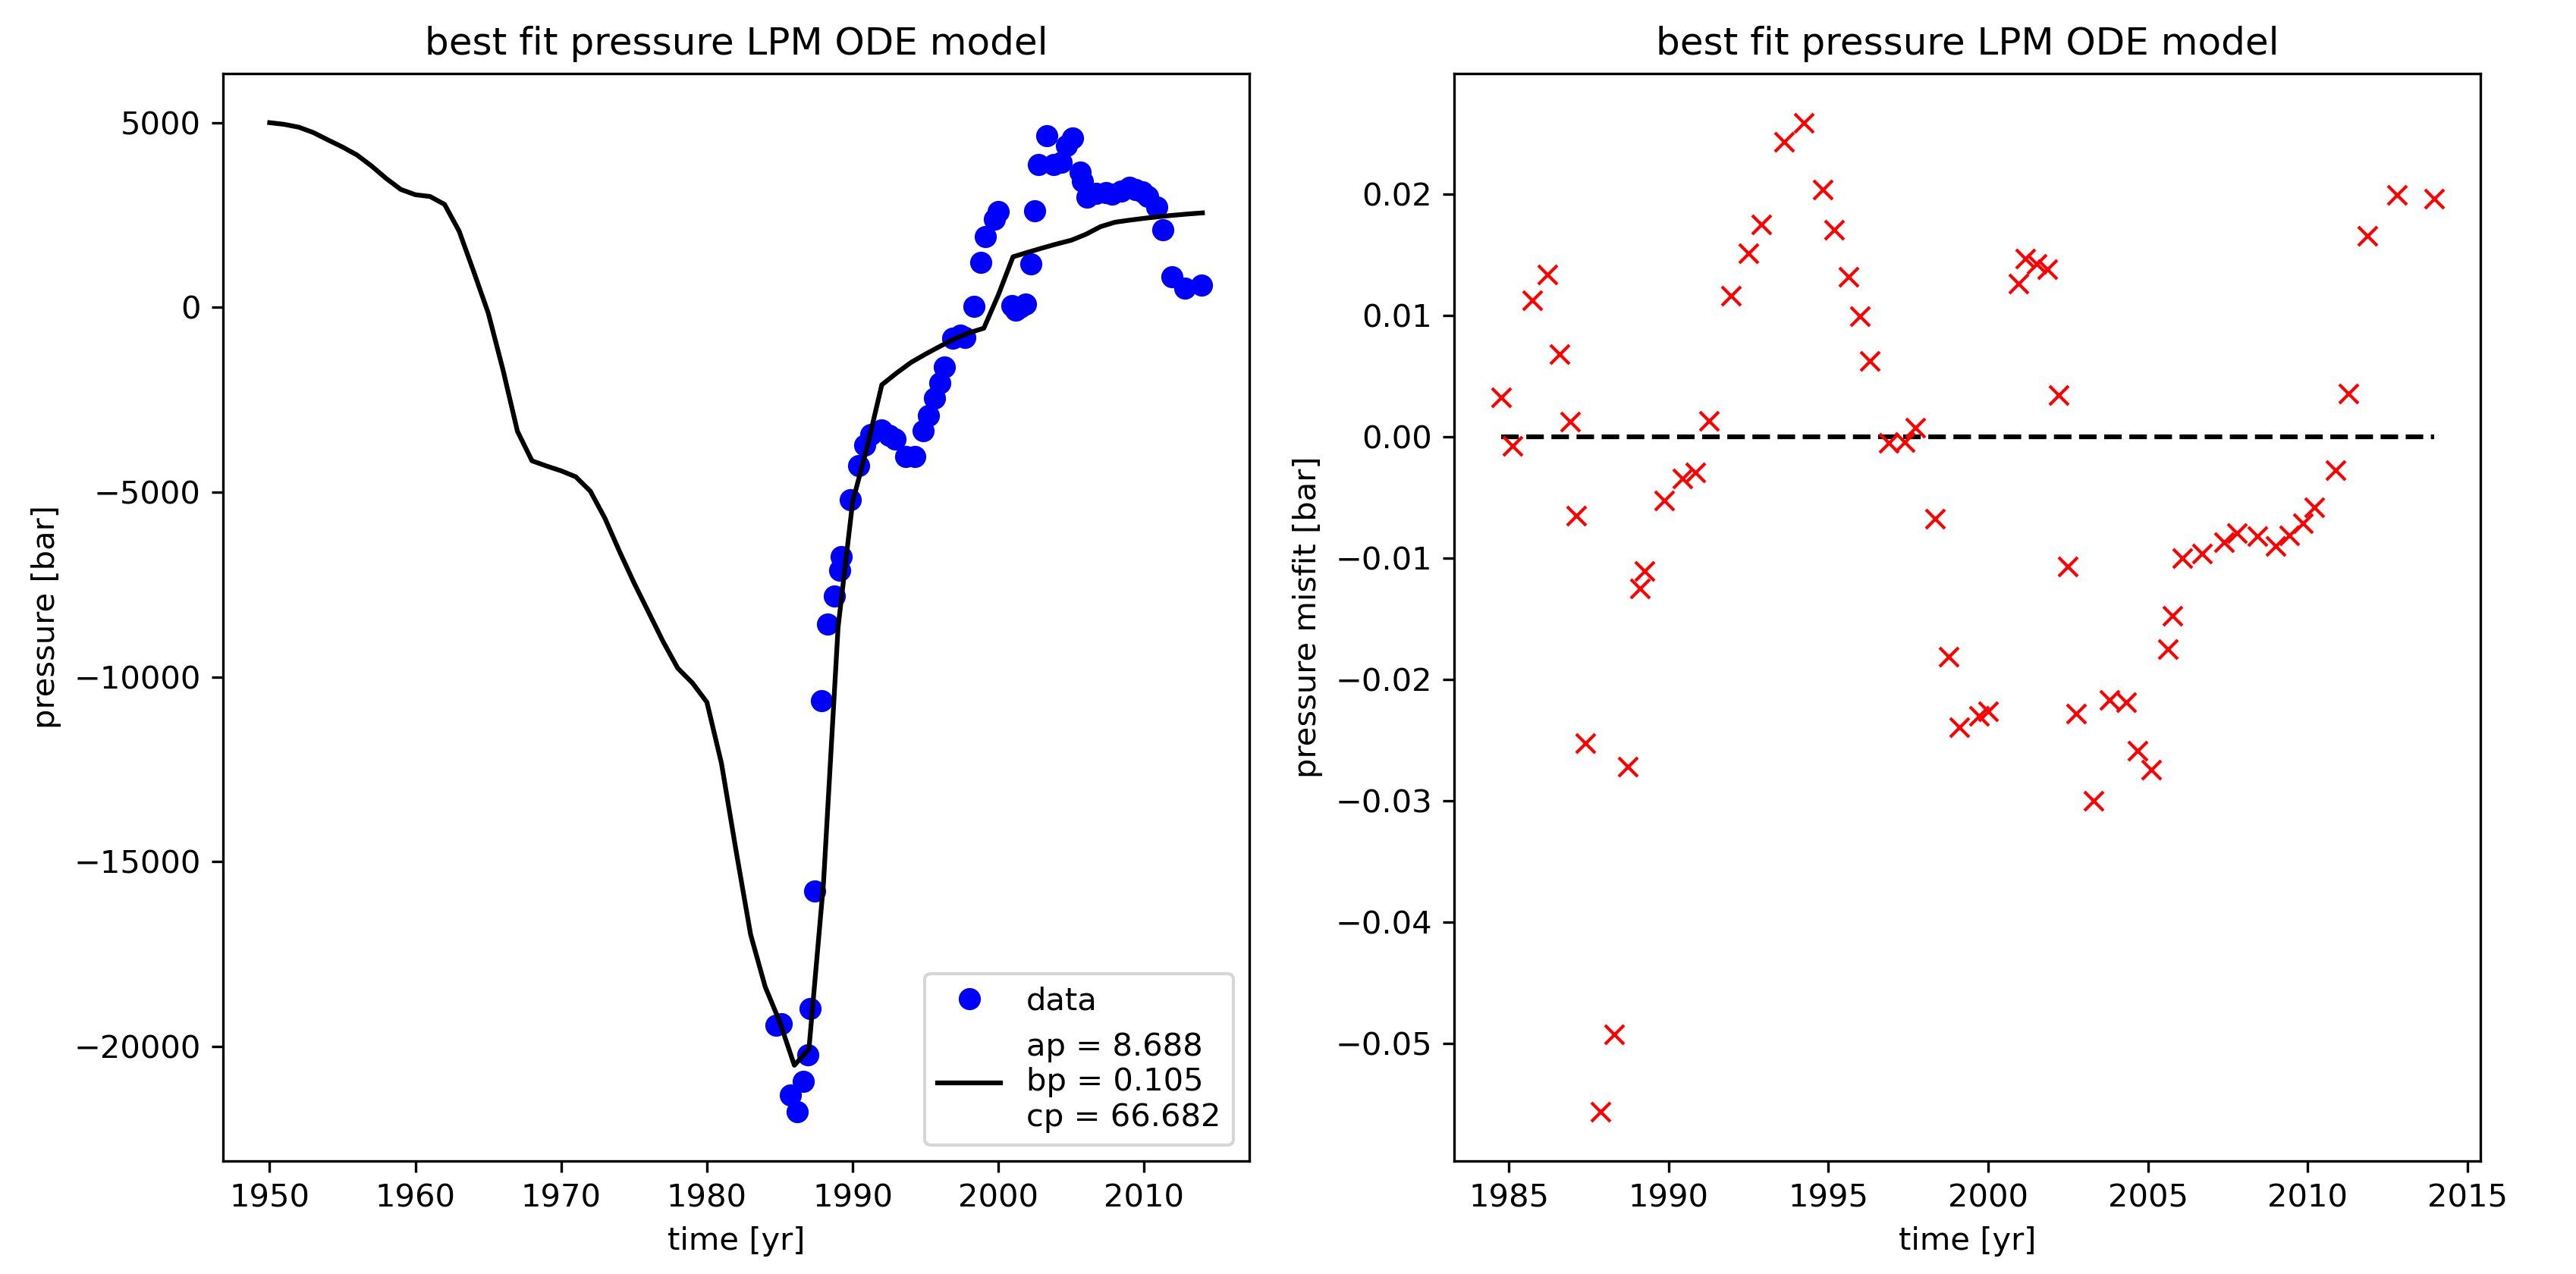 best fit pressure LPM ODE model
pressure [bar]
5000
0
−5000
−10000
−15000
−20000
1950 1960 1970 1980 1990 2000 2010
time [yr]
data
ap = 8.688
bp = 0.105
cp = 66.682
best fit pressure LPM ODE model
pressure misfit [bar]
0.02
0.01
0.00
−0.01
−0.02
−0.03
−0.04
−0.05
1985 1990 1995 2000 2005 2010 2015
time [yr]